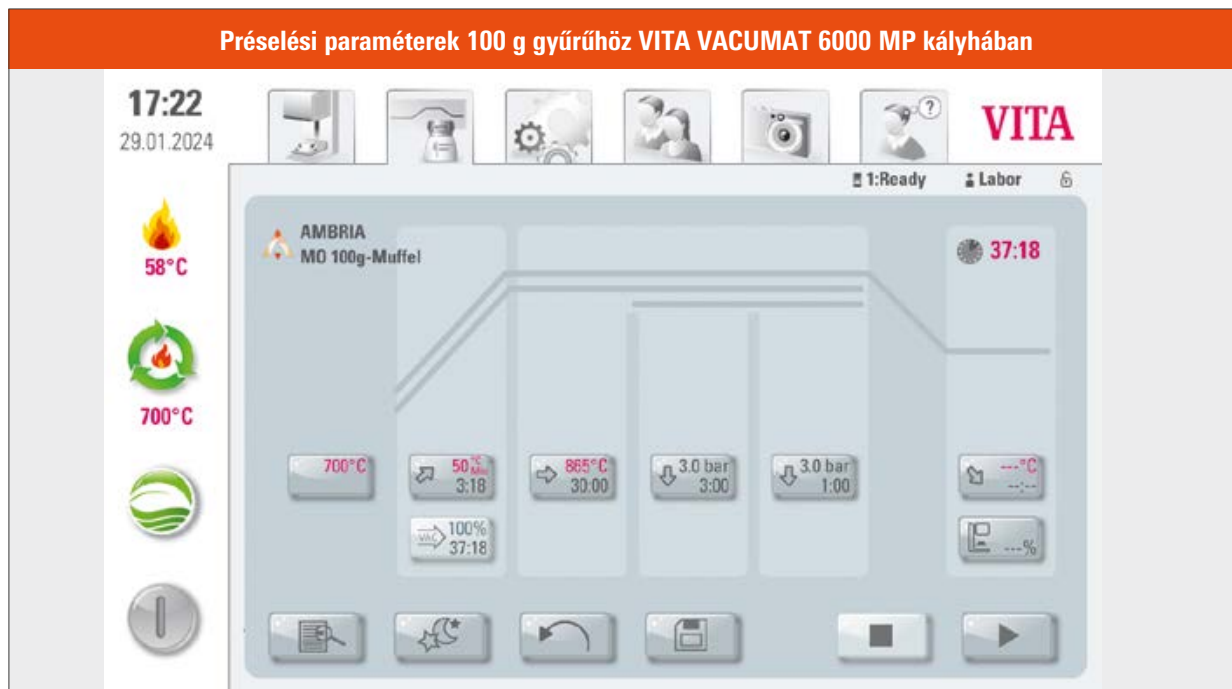 Préselési paraméterek 100 g gyűrűhöz VITA VACUMAT 6000 MP kályhában
17:22
29.01.2024
?
VITA
1:Ready
Labor
58°C
AMBRIA
MO 100g-Muffel
37:18
700°C
700°C
50 °C/Min
3:18
865°C
30:00
3.0 bar
3:00
3.0 bar
1:00
---°C
--:--
VAC 100%
37:18
---%